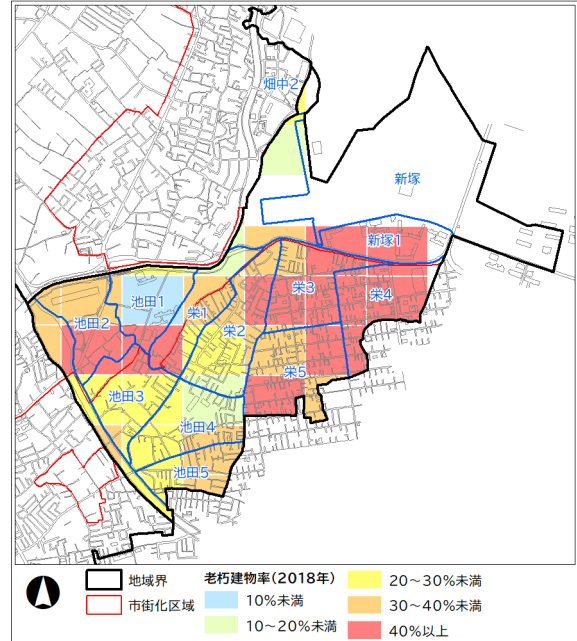 畑中2
新塚
新塚1
栄3
栄4
池田1
栄1
池田2
栄2
栄5
池田3
池田4
池田5
地域界
市街化区域
老朽建物率(2018年)
10%未満
10～20%未満
20～30%未満
30～40%未満
40%以上